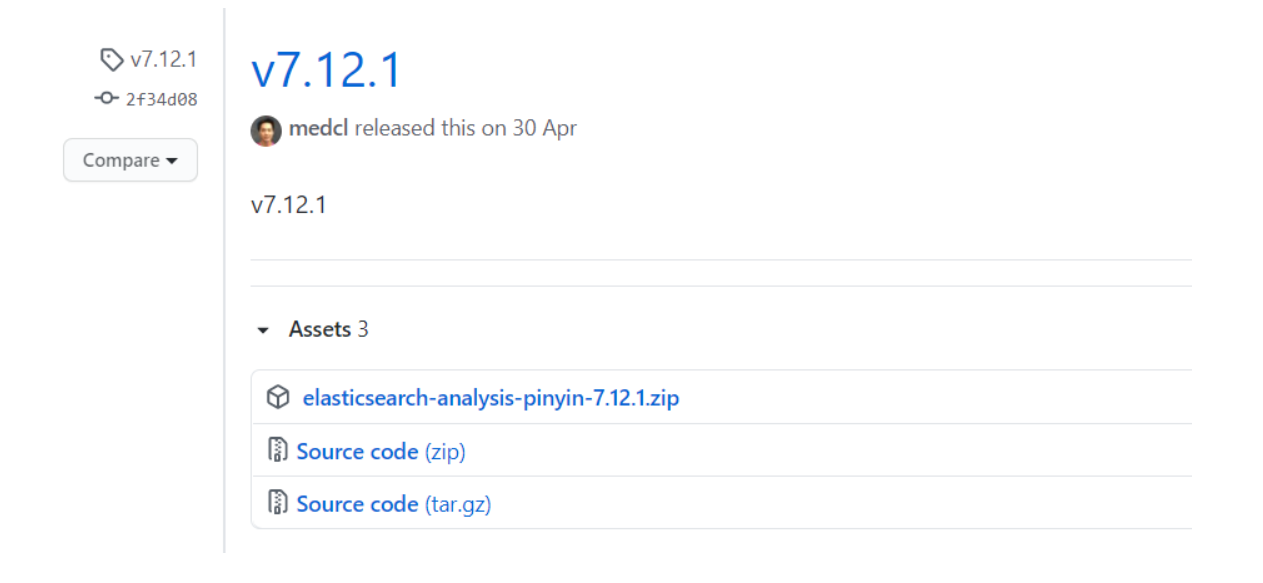 v7.12.1
2f34d08
Compare
v7.12.1
medcl released this on 30 Apr
v7.12.1
Assets 3
elasticsearch-analysis-pinyin-7.12.1.zip
Source code (zip)
Source code (tar.gz)